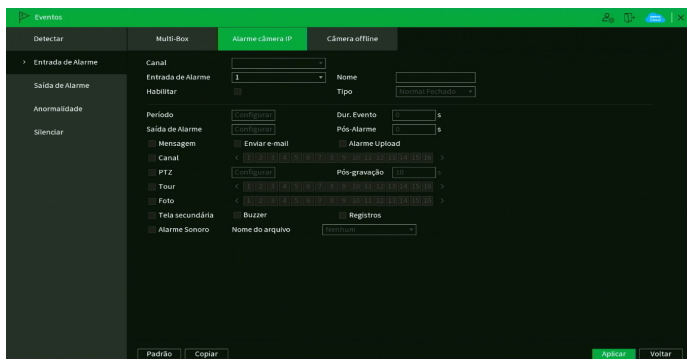 Eventos
Detectar
Entrada de Alarme
Saída de Alarme
Anormalidade
Silenciar
Multi-Box Alarme câmera IP Câmera offline
Canal
Entrada de Alarme 1 Nome
Habilitar Tipo Normal Fechado
Período Configurar Dur. Evento 0 s
Saída de Alarme Configurar Pós-Alarme 0 s
Mensagem Enviar e-mail Alarme Upload
Canal < 1 2 3 4 5 6 7 8 9 10 11 12 13 14 15 16 >
PTZ Configurar Pós-gravação 10 s
Tour < 1 2 3 4 5 6 7 8 9 10 11 12 13 14 15 16 >
Foto < 1 2 3 4 5 6 7 8 9 10 11 12 13 14 15 16 >
Tela secundária Buzzer Registros
Alarme Sonoro Nome do arquivo Nenhum
Padrão Copiar Aplicar Voltar